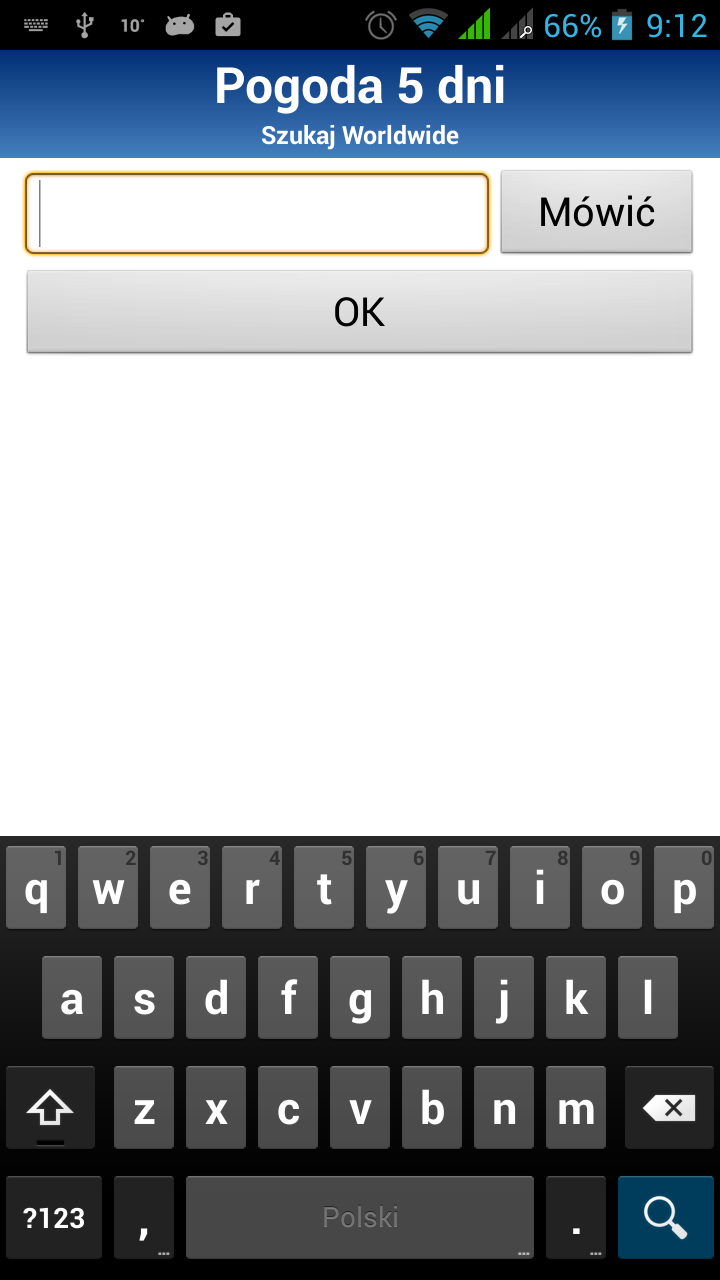 10° 66% 9:12
Pogoda 5 dni
Szukaj Worldwide
Mówić
OK
1 2 3 4 5 6 7 8 9 0
q w e r t y u i o p
a s d f g h j k l
z x c v b n m
?123 , ... Polski ... . ...